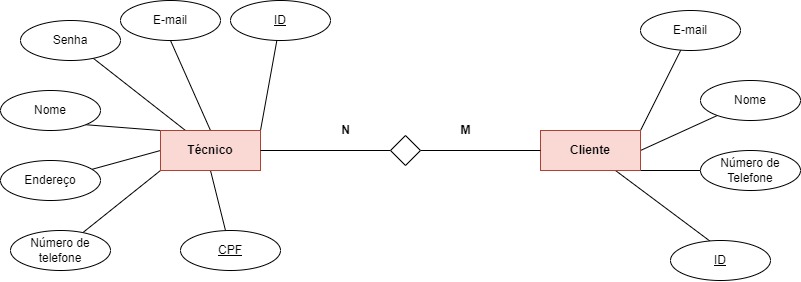 E-mail
ID
Senha
E-mail
Nome
Nome
N
M
Técnico
Cliente
Número de
Telefone
Endereço
Número de
telefone
CPF
ID